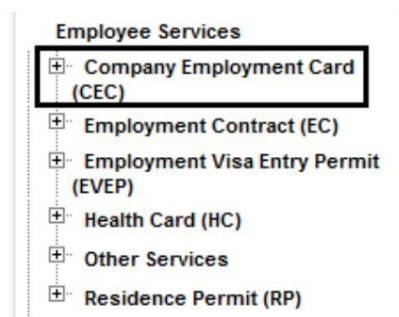 Employee Services
Company Employment Card
(CEC)
Employment Contract (EC)
Employment Visa Entry Permit
(EVEP)
Health Card (HC)
Other Services
Residence Permit (RP)